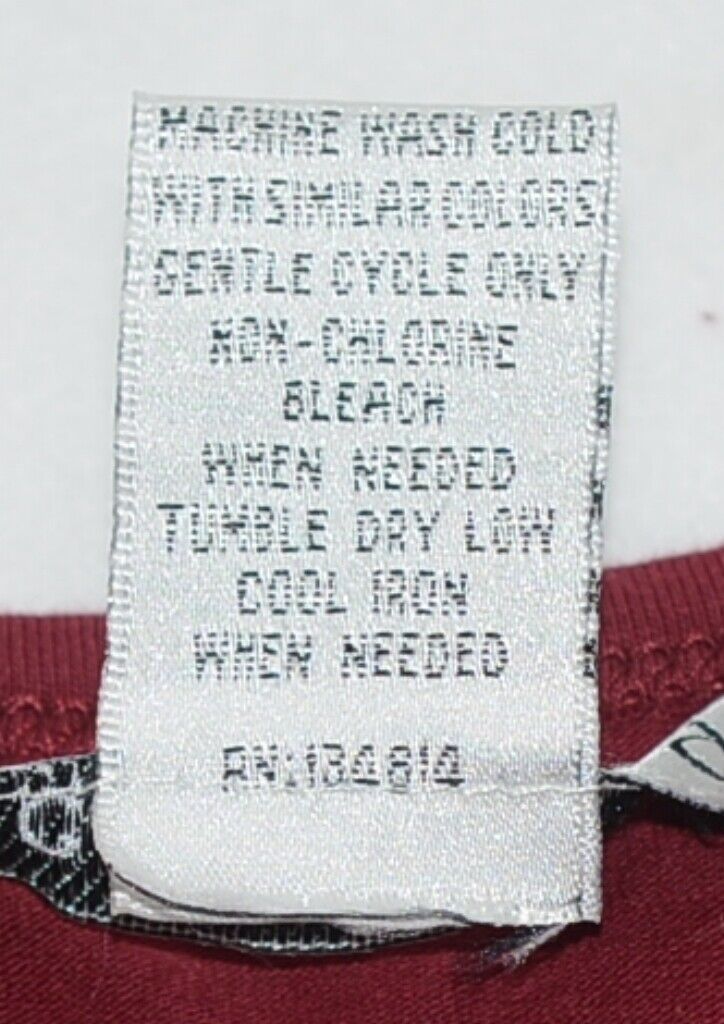 MACHINE WASH COLD
WITH SIMILAR COLORS.
GENTLE CYCLE ONLY
NON-CHLORINE
BLEACH
WHEN NEEDED
TUMBLE DRY LOW
COOL IRON
WHEN NEEDED
RN:134814